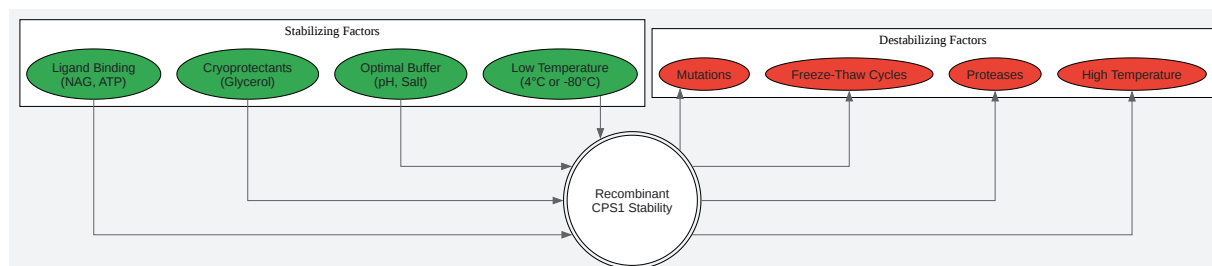 Stabilizing Factors
Ligand Binding
(NAG, ATP)
Cryoprotectants
(Glycerol)
Optimal Buffer
(pH, Salt)
Low Temperature
(4°C or -80°C)
Destabilizing Factors
Mutations
Freeze-Thaw Cycles
Proteases
High Temperature
Recombinant
CPS1 Stability